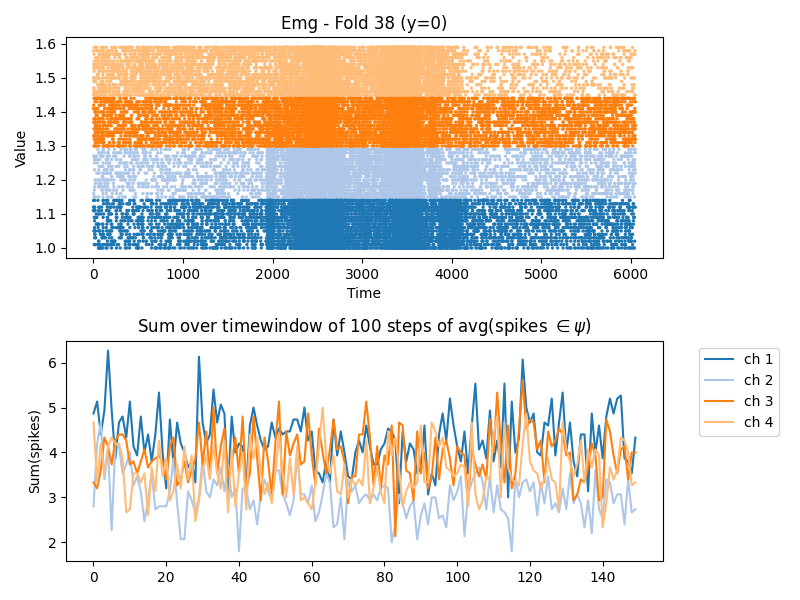 Emg - Fold 38 (y=0)
1.6
1.5
1.4
1.3
1.2
1.1
1.0
Value
0 1000 2000 3000 4000 5000 6000
Time
Sum over timewindow of 100 steps of avg(spikes ∈ψ)
6
5
4
3
2
Sum(spikes)
0 20 40 60 80 100 120 140
ch 1
ch 2
ch 3
ch 4